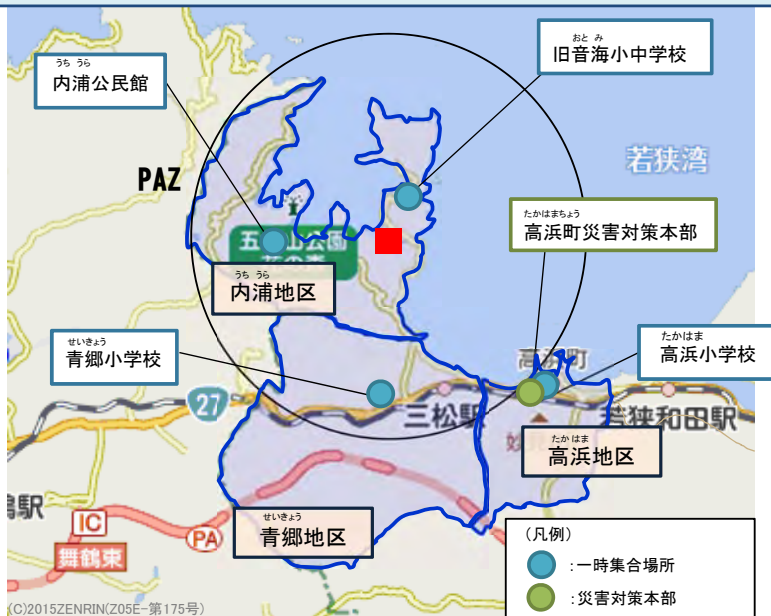 おと み
旧音海小中学校
うち うら
内浦公民館
若狭湾
PAZ
たかはまちょう
高浜町災害対策本部
うち うら
内浦地区
せいきょう
青郷小学校
たかはま
高浜小学校
高浜町
27
三松駅
若狭和田駅
たかはま
高浜地区
せいきょう
青郷地区
IC
舞鶴東
PA
(凡例)
:一時集合場所
:災害対策本部
(C)2015ZENRIN(Z05E-第175号)